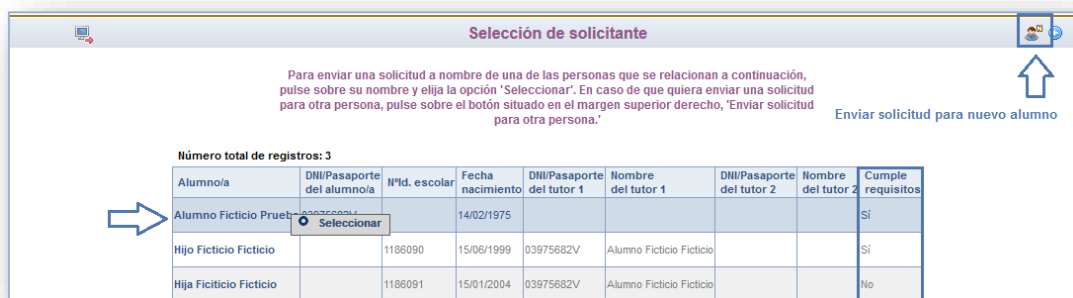 Selección de solicitante
Para enviar una solicitud a nombre de una de las personas que se relacionan a continuación,
pulse sobre su nombre y elija la opción 'Seleccionar'. En caso de que quiera enviar una solicitud
para otra persona, pulse sobre el botón situado en el margen superior derecho, 'Enviar solicitud
para otra persona.'
Enviar solicitud para nuevo alumno
Número total de registros: 3
Alumno/a DNI/Pasaporte del alumno/a NºId. escolar Fecha nacimiento DNI/Pasaporte del tutor 1 Nombre del tutor 1 DNI/Pasaporte del tutor 2 Nombre del tutor 2 Cumple requisitos
Alumno Ficticio Prueba 14/02/1975 Sí
Seleccionar
Hijo Ficticio Ficticio 1186090 15/06/1999 03975682V Alumno Ficticio Ficticio Sí
Hija Ficiticio Ficticio 1186091 15/01/2004 03975682V Alumno Ficticio Ficticio No